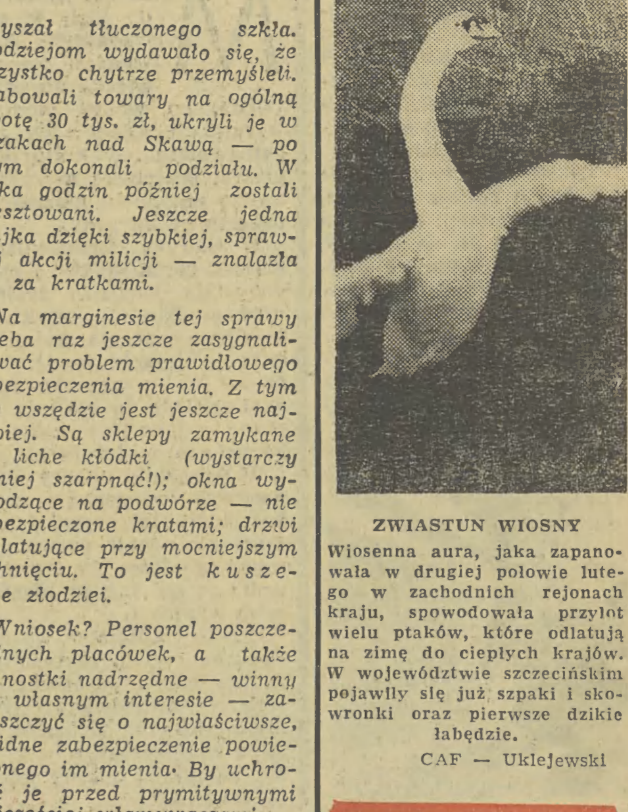 yszał tłuczonego szkła.
odziejom wydawało się, że
zystko chytrze przemyśleli.
abowali towary na ogólną
otę 30 tys. zł, ukryli je w
zakach nad Skawą — po
ym dokonali podziału. W
ka godzin później zostali
sztowani. Jeszcze jedna
jka dzięki szybkiej, spraw-
j akcji milicji — znalazła
za kratkami.
Na marginesie tej sprawy
eba raz jeszcze zasygnali-
wać problem prawidłowego
bezpieczenia mienia. Z tym
wszędzie jest jeszcze naj-
piej. Są sklepy zamykane
liche kłódki (wystarczy
niej szarpnąć!); okna wy-
odzące na podwórze — nie
bezpieczone kratami; drzwi
latujące przy mocniejszym
hnięciu. To jest kusze-
e złodziei.
Wniosek? Personel poszcze-
lnych placówek, a także
nostki nadrzędne — winny
własnym interesie — za-
szczyć się o najwłaściwsze,
idne zabezpieczenie powie-
onego im mienia. By uchro-
ć je przed prymitywnymi
ZWIASTUN WIOSNY
Wiosenna aura, jaka zapano-
wała w drugiej połowie lute-
go w zachodnich rejonach
kraju, spowodowała przylot
wielu ptaków, które odlatują
na zimę do ciepłych krajów.
W województwie szczecińskim
pojawiły się już szpaki i sko-
wronki oraz pierwsze dzikie
łabędzie.
CAF — Uklejewski